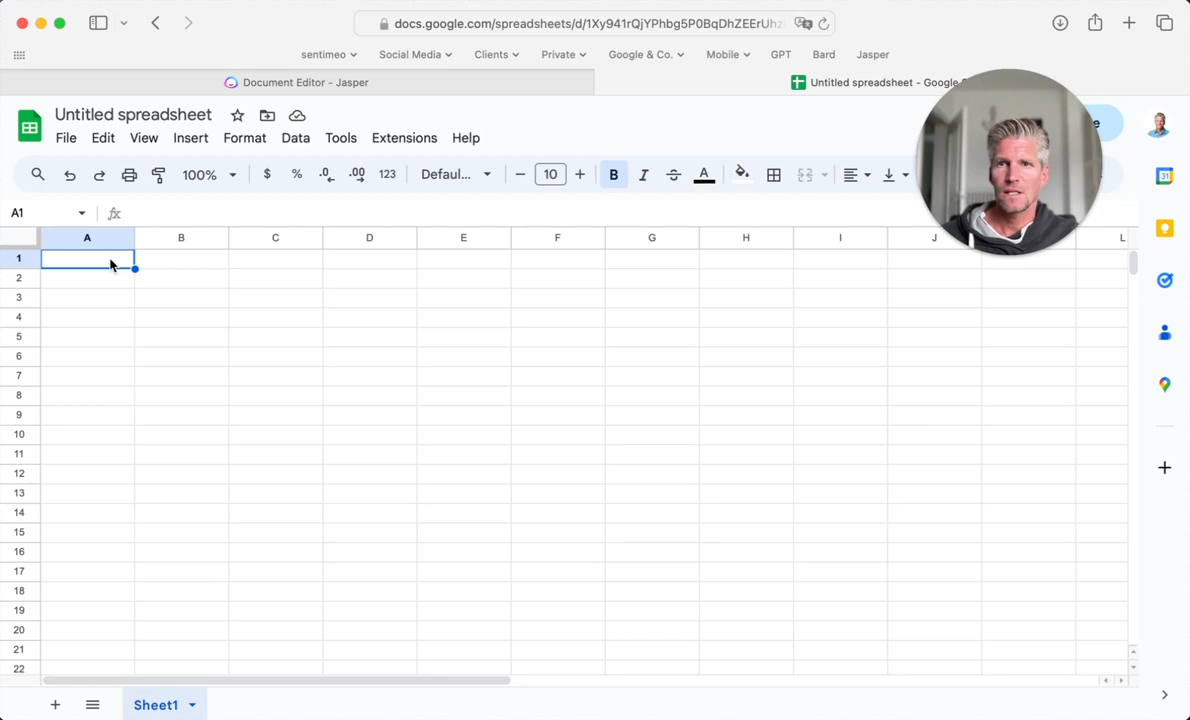 docs.google.com/spreadsheets/d/1Xy941rQjYPhbg5P0BqDhZEErUhz
sentimeo Social Media Clients Private Google & Co. Mobile GPT Bard Jasper
Document Editor - Jasper
Untitled spreadsheet - Google
Untitled spreadsheet
File Edit View Insert Format Data Tools Extensions Help
100% $ % .0 .00 123 Defaul... 10 B I S A
31
A1 fx
A B C D E F G H I J L
1
2
3
4
5
6
7
8
9
10
11
12
13
14
15
16
17
18
19
20
21
22
Sheet1